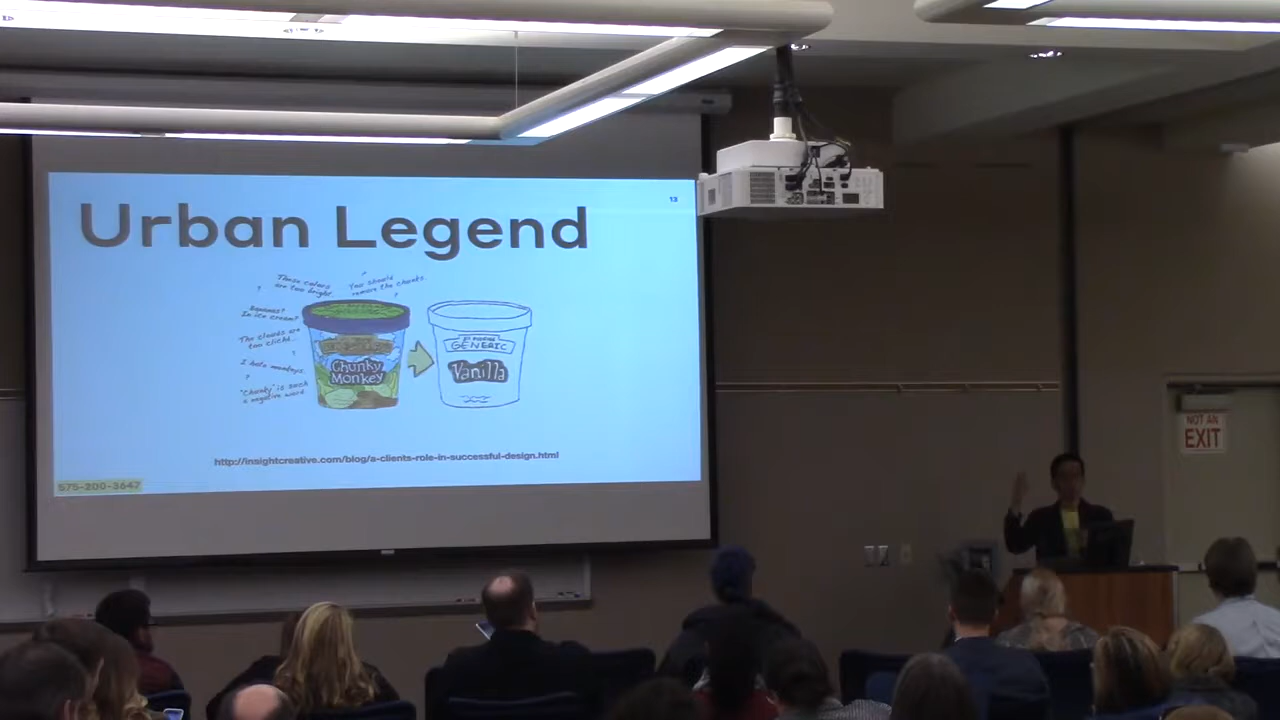 13
Urban Legend
These colors
are too bright.
You should
remove the chunks.
?
?
Bananas?
In ice cream?
The clouds are
too cliché...
?
I hate monkeys.
?
"Chunky" is such
a negative word.
Chunky
Monkey
GENERIC
Vanilla
http://insightcreative.com/blog/a-clients-role-in-successful-design.html
575-200-3647
NOT AN
EXIT